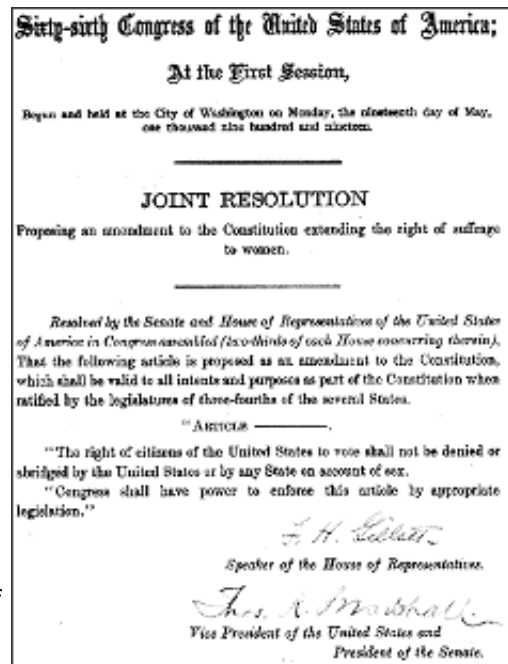 Sixty-sixth Congress of the United States of America;
At the First Session,
Begun and held at the City of Washington on Monday, the nineteenth day of May,
one thousand nine hundred and nineteen.
JOINT RESOLUTION
Proposing an amendment to the Constitution extending the right of suffrage
to women.
Resolved by the Senate and House of Representatives of the United States
of America in Congress assembled (two-thirds of each House concurring therein),
That the following article is proposed as an amendment to the Constitution,
which shall be valid to all intents and purposes as part of the Constitution when
ratified by the legislatures of three-fourths of the several States.
"ARTICLE ————.
"The right of citizens of the United States to vote shall not be denied or
abridged by the United States or by any State on account of sex.
"Congress shall have power to enforce this article by appropriate
legislation."
F. H. Gillett
Speaker of the House of Representatives.
Thos. R. Marshall
Vice President of the United States and
President of the Senate.